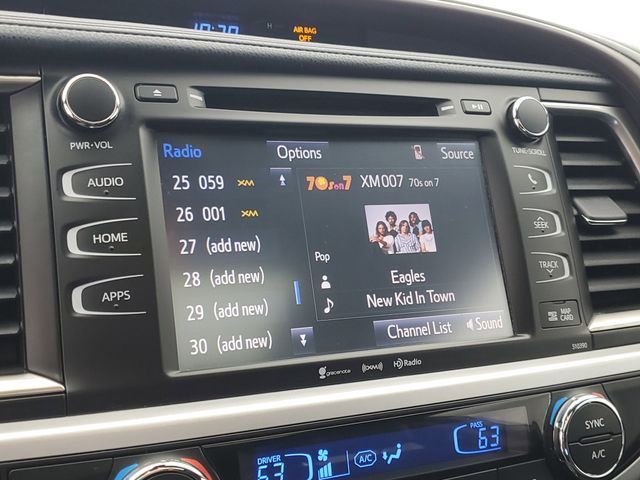 10:30 H AIR BAG
OFF
PWR•VOL
TUNE•SCROLL
AUDIO
HOME
APPS
SEEK
TRACK
MAP CARD
510390
Radio Options Source
25 059 XM
26 001 XM
27 (add new)
28 (add new)
29 (add new)
30 (add new)
70s on 7 XM007 70s on 7
Pop
Eagles
New Kid In Town
Channel List Sound
gracenote ((XM)) HD Radio
DRIVER 63 A/C PASS 63
SYNC
A/C